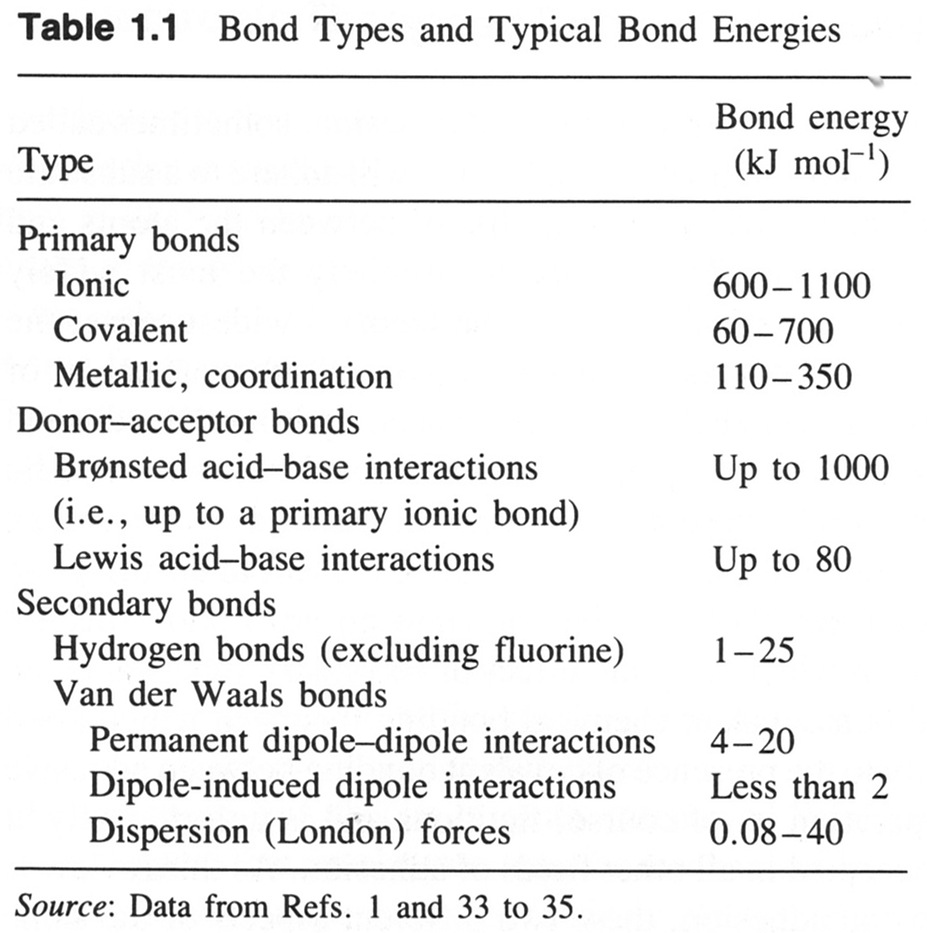 Table 1.1 Bond Types and Typical Bond Energies
Bond energy
Type (kJ mol⁻¹)
Primary bonds
Ionic 600–1100
Covalent 60–700
Metallic, coordination 110–350
Donor–acceptor bonds
Brønsted acid–base interactions Up to 1000
(i.e., up to a primary ionic bond)
Lewis acid–base interactions Up to 80
Secondary bonds
Hydrogen bonds (excluding fluorine) 1–25
Van der Waals bonds
Permanent dipole–dipole interactions 4–20
Dipole-induced dipole interactions Less than 2
Dispersion (London) forces 0.08–40
Source: Data from Refs. 1 and 33 to 35.